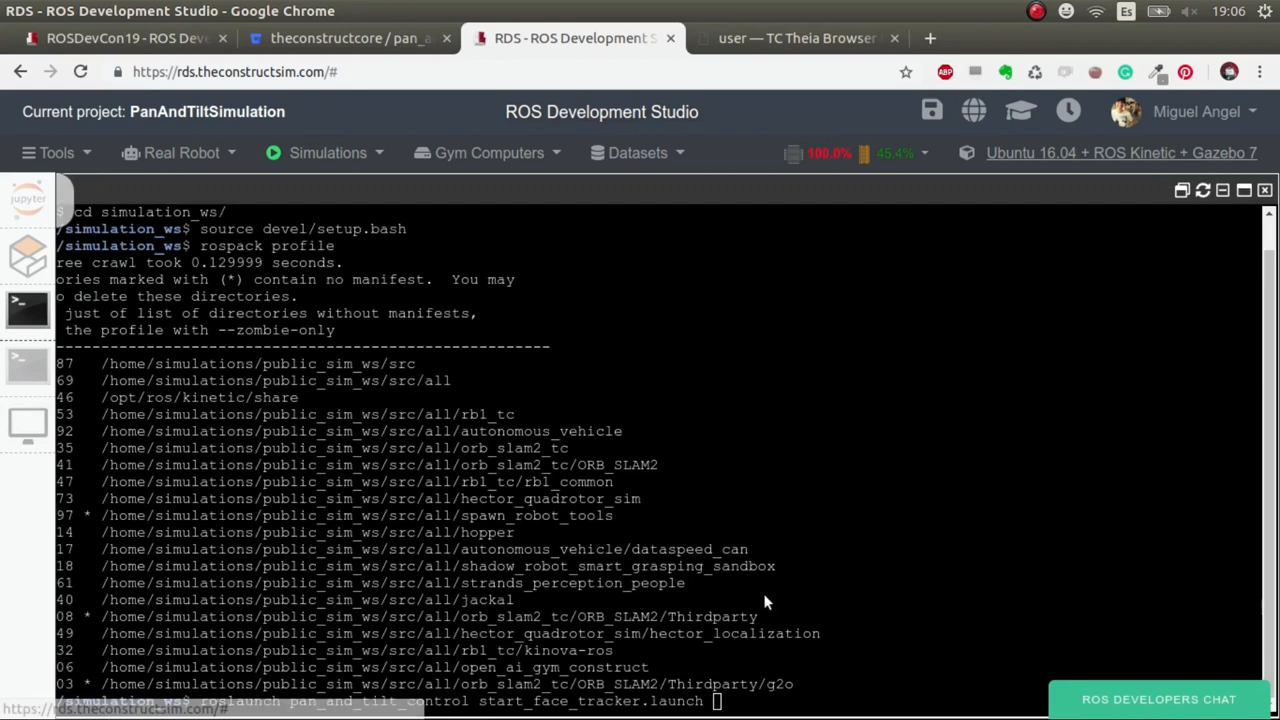 RDS - ROS Development Studio - Google Chrome
Es
19:06
ROSDevCon19 - ROS Dev
theconstructcore / pan_a
RDS - ROS Development S
user — TC Theia Browser
https://rds.theconstructsim.com/#
ABP
Current project: PanAndTiltSimulation
ROS Development Studio
Miguel Angel
Tools
Real Robot
Simulations
Gym Computers
Datasets
100.0%
45.4%
Ubuntu 16.04 + ROS Kinetic + Gazebo 7
jupyter
$ cd simulation_ws/
/simulation_ws$ source devel/setup.bash
/simulation_ws$ rospack profile
ree crawl took 0.129999 seconds.
ories marked with (*) contain no manifest. You may
o delete these directories.
just of list of directories without manifests,
the profile with --zombie-only
-------------------------------------------------------
87 /home/simulations/public_sim_ws/src
69 /home/simulations/public_sim_ws/src/all
46 /opt/ros/kinetic/share
53 /home/simulations/public_sim_ws/src/all/rb1_tc
92 /home/simulations/public_sim_ws/src/all/autonomous_vehicle
35 /home/simulations/public_sim_ws/src/all/orb_slam2_tc
41 /home/simulations/public_sim_ws/src/all/orb_slam2_tc/ORB_SLAM2
47 /home/simulations/public_sim_ws/src/all/rb1_tc/rb1_common
73 /home/simulations/public_sim_ws/src/all/hector_quadrotor_sim
97 * /home/simulations/public_sim_ws/src/all/spawn_robot_tools
14 /home/simulations/public_sim_ws/src/all/hopper
17 /home/simulations/public_sim_ws/src/all/autonomous_vehicle/dataspeed_can
18 /home/simulations/public_sim_ws/src/all/shadow_robot_smart_grasping_sandbox
61 /home/simulations/public_sim_ws/src/all/strands_perception_people
40 /home/simulations/public_sim_ws/src/all/jackal
08 * /home/simulations/public_sim_ws/src/all/orb_slam2_tc/ORB_SLAM2/Thirdparty
49 /home/simulations/public_sim_ws/src/all/hector_quadrotor_sim/hector_localization
32 /home/simulations/public_sim_ws/src/all/rb1_tc/kinova-ros
06 /home/simulations/public_sim_ws/src/all/open_ai_gym_construct
03 * /home/simulations/public_sim_ws/src/all/orb_slam2_tc/ORB_SLAM2/Thirdparty/g2o
/simulation_ws$ roslaunch pan_and_tilt_control start_face_tracker.launch
https://rds.theconstructsim.com/#
ROS DEVELOPERS CHAT